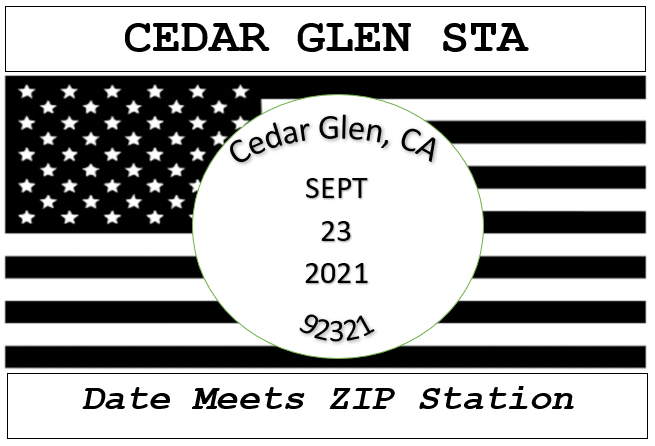 CEDAR GLEN STA
Cedar Glen, CA
SEPT
23
2021
92321
Date Meets ZIP Station